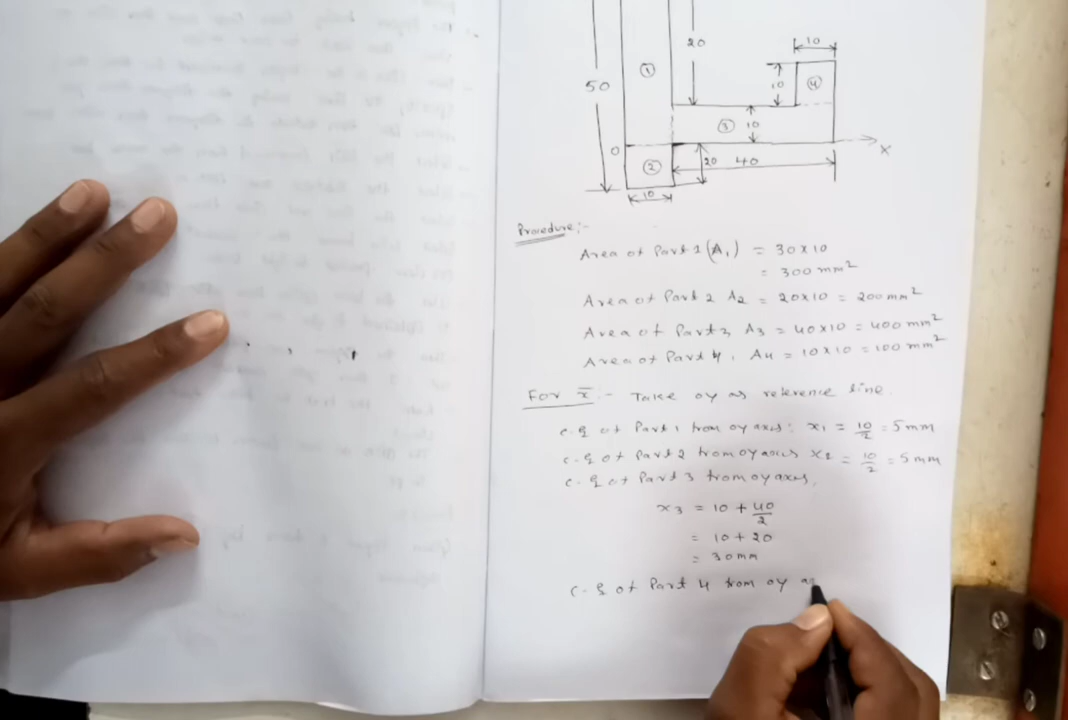 20
10
50
①
10
④
③ 10
0
x
②
20 40
10
Procedure:-
Area of Part 1 (A₁) = 30 x 10
= 300 mm²
Area of Part 2 A₂ = 20x10 = 200 mm²
Area of Part 3 A₃ = 40x10 = 400 mm²
Area of Part 4, A4 = 10x10 = 100 mm²
For x̅ :- Take oy as reference line.
C.g of Part 1 from oy axis: x₁ = 10/2 = 5mm
C.g of Part 2 from oy axis x2 = 10/2 = 5mm
C.g of Part 3 from oy axis,
x3 = 10 + 40/2
= 10 + 20
= 30mm
C.g of Part 4 from oy a